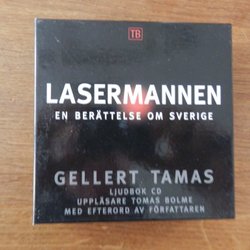 TB
LASERMANNEN
EN BERÄTTELSE OM SVERIGE
GELLERT TAMAS
LJUDBOK CD
UPPLÄSARE TOMAS BOLME
MED EFTERORD AV FÖRFATTAREN